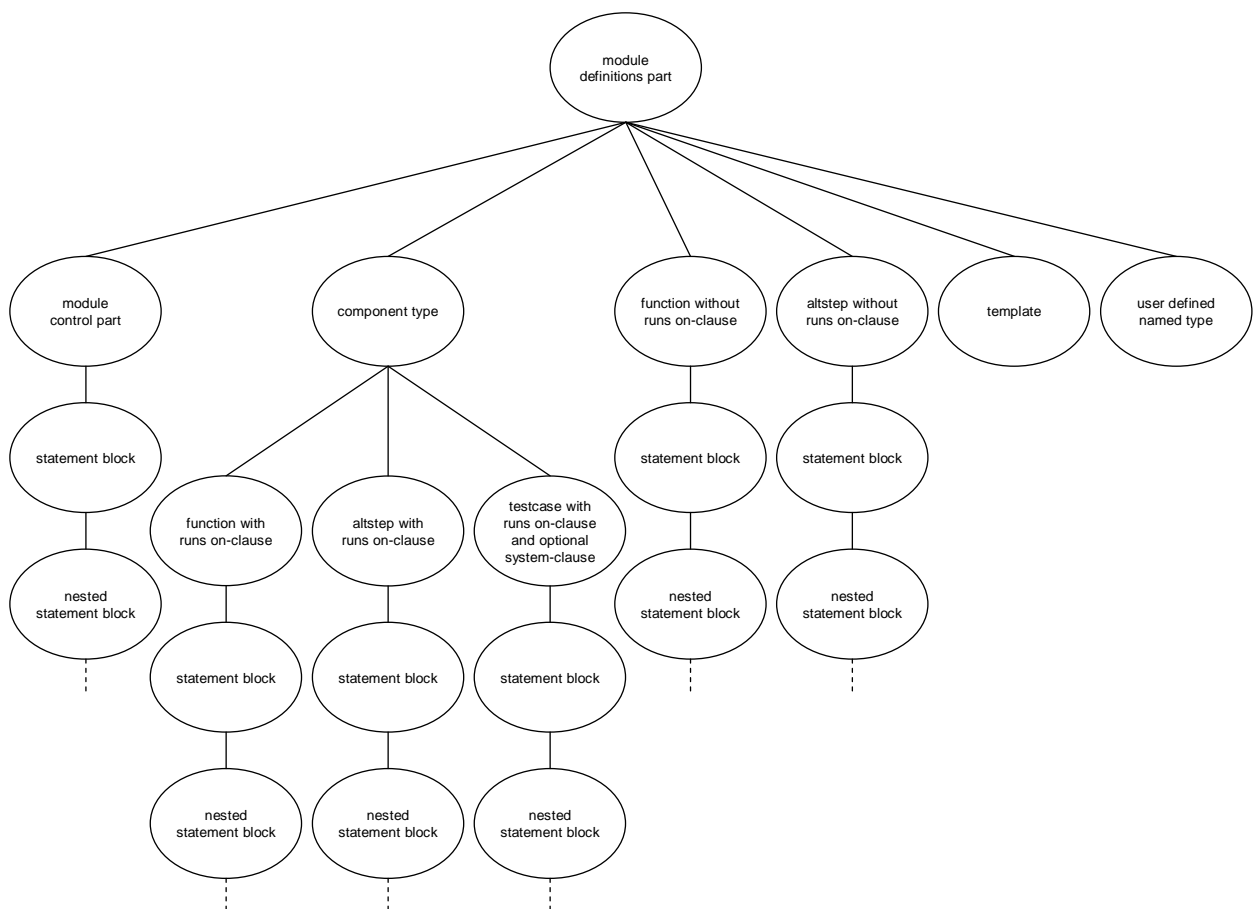 module
definitions part
module
control part
component type
function without
runs on-clause
altstep without
runs on-clause
template
user defined
named type
statement block
statement block
statement block
function with
runs on-clause
altstep with
runs on-clause
testcase with
runs on-clause
and optional
system-clause
nested
statement block
nested
statement block
nested
statement block
statement block
statement block
statement block
nested
statement block
nested
statement block
nested
statement block